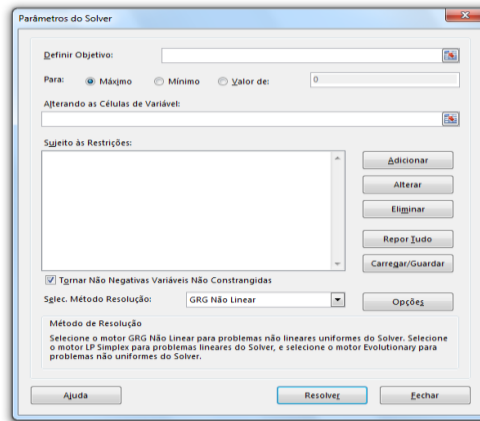 Parâmetros do Solver
Definir Objetivo:
Para: Máximo Mínimo Valor de: 0
Alterando as Células de Variável:
Sujeito às Restrições:
Adicionar
Alterar
Eliminar
Repor Tudo
Carregar/Guardar
Tornar Não Negativas Variáveis Não Constrangidas
Selec. Método Resolução: GRG Não Linear
Opções
Método de Resolução
Selecione o motor GRG Não Linear para problemas não lineares uniformes do Solver. Selecione
o motor LP Simplex para problemas lineares do Solver, e selecione o motor Evolutionary para
problemas não uniformes do Solver.
Ajuda Resolver Fechar